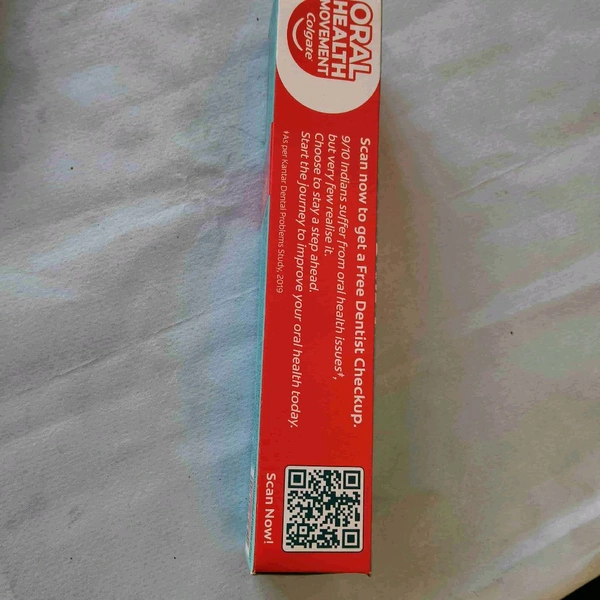 ORAL
HEALTH
MOVEMENT
Colgate
Scan now to get a Free Dentist Checkup.
9/10 Indians suffer from oral health issues‡,
but very few realise it.
Choose to stay a step ahead.
Start the journey to improve your oral health today.
‡As per Kantar Dental Problems Study, 2019
Scan Now!